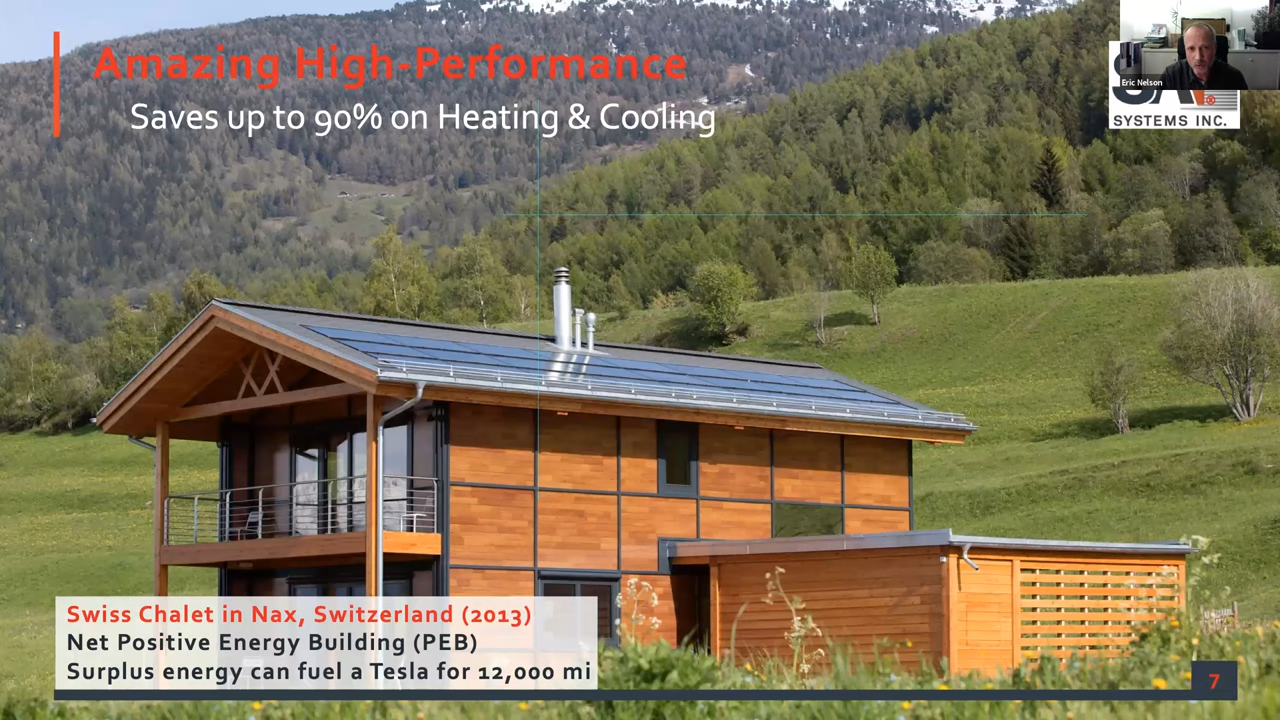 Amazing High-Performance
Saves up to 90% on Heating & Cooling
Eric Nelson
SYSTEMS INC.
Swiss Chalet in Nax, Switzerland (2013)
Net Positive Energy Building (PEB)
Surplus energy can fuel a Tesla for 12,000 mi
7